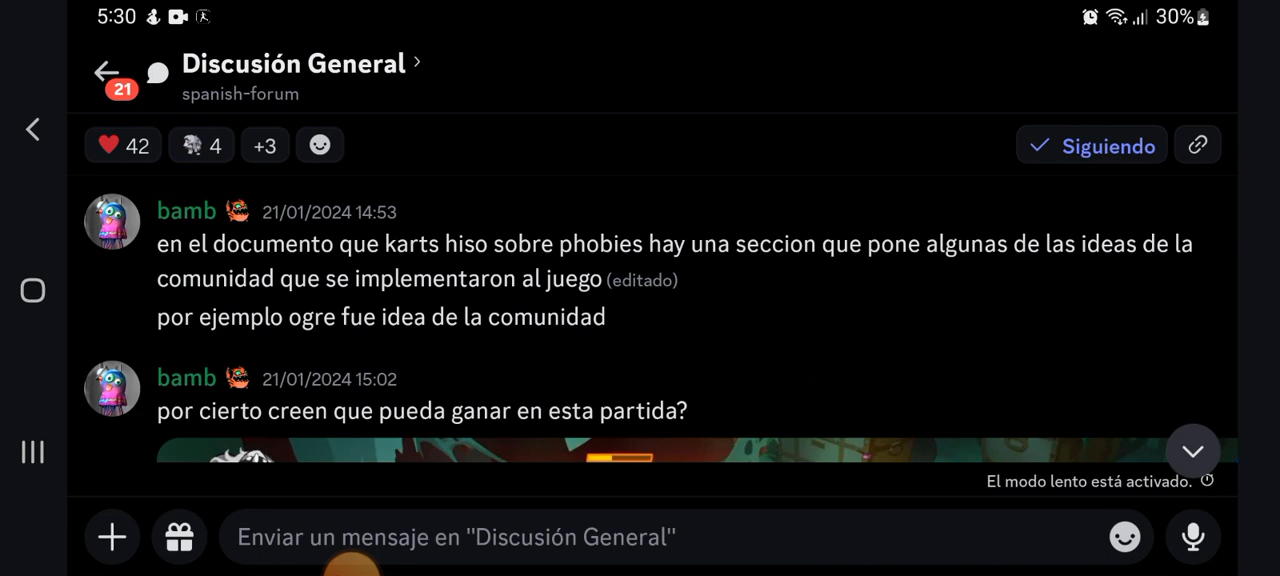 5:30
30%
Discusión General
21
spanish-forum
42
4
+3
Siguiendo
bamb 21/01/2024 14:53
en el documento que karts hiso sobre phobies hay una seccion que pone algunas de las ideas de la
comunidad que se implementaron al juego (editado)
por ejemplo ogre fue idea de la comunidad
bamb 21/01/2024 15:02
por cierto creen que pueda ganar en esta partida?
El modo lento está activado.
Enviar un mensaje en "Discusión General"